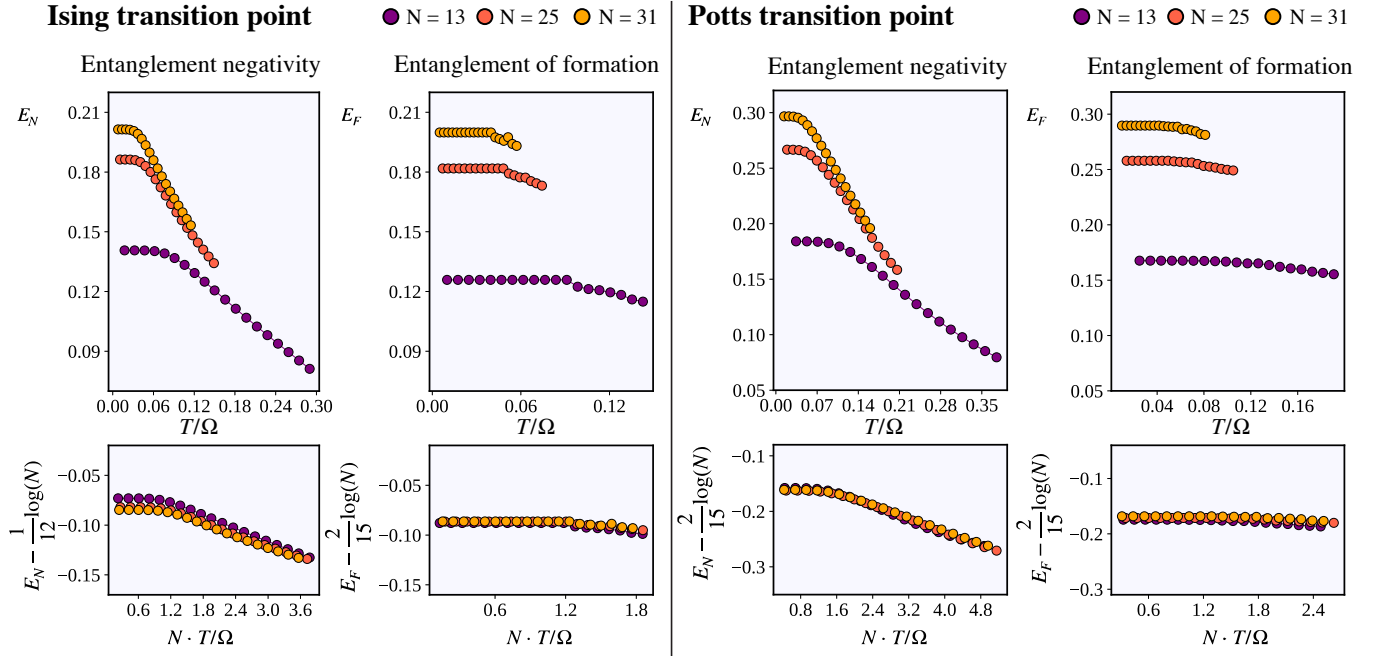 Ising transition point
N = 13 N = 25 N = 31
Potts transition point
N = 13 N = 25 N = 31
Entanglement negativity
Entanglement of formation
Entanglement negativity
Entanglement of formation
E_N
0.21
0.18
0.15
0.12
0.09
0.00 0.06 0.12 0.18 0.24 0.30
T/Ω
E_F
0.21
0.18
0.15
0.12
0.09
0.00 0.06 0.12
T/Ω
E_N
0.30
0.25
0.20
0.15
0.10
0.05
0.00 0.07 0.14 0.21 0.28 0.35
T/Ω
E_F
0.30
0.25
0.20
0.15
0.10
0.05
0.04 0.08 0.12 0.16
T/Ω
E_N − 1/12 log(N)
−0.05
−0.10
−0.15
0.6 1.2 1.8 2.4 3.0 3.6
N · T/Ω
E_F − 2/15 log(N)
−0.05
−0.10
−0.15
0.6 1.2 1.8
N · T/Ω
E_N − 2/15 log(N)
−0.1
−0.2
−0.3
0.8 1.6 2.4 3.2 4.0 4.8
N · T/Ω
E_F − 2/15 log(N)
−0.1
−0.2
−0.3
0.6 1.2 1.8 2.4
N · T/Ω